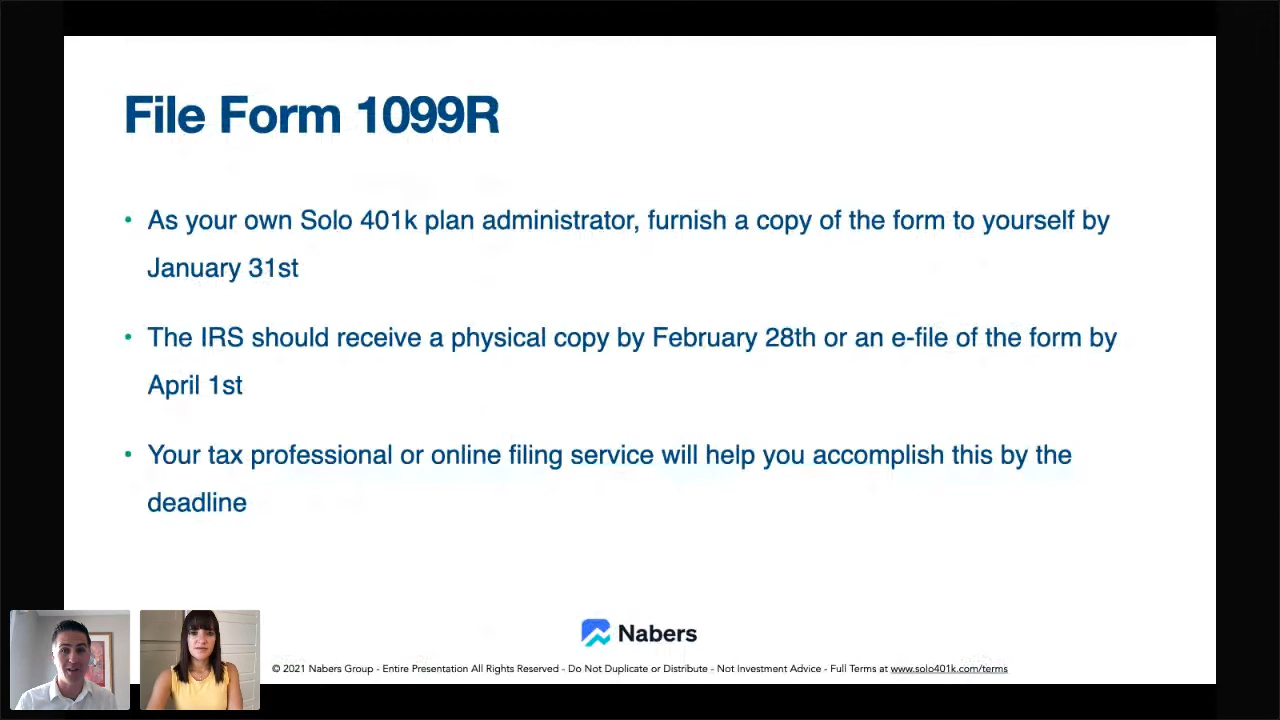 File Form 1099R
• As your own Solo 401k plan administrator, furnish a copy of the form to yourself by
January 31st
• The IRS should receive a physical copy by February 28th or an e-file of the form by
April 1st
• Your tax professional or online filing service will help you accomplish this by the
deadline
Nabers
© 2021 Nabers Group - Entire Presentation All Rights Reserved - Do Not Duplicate or Distribute - Not Investment Advice - Full Terms at www.solo401k.com/terms